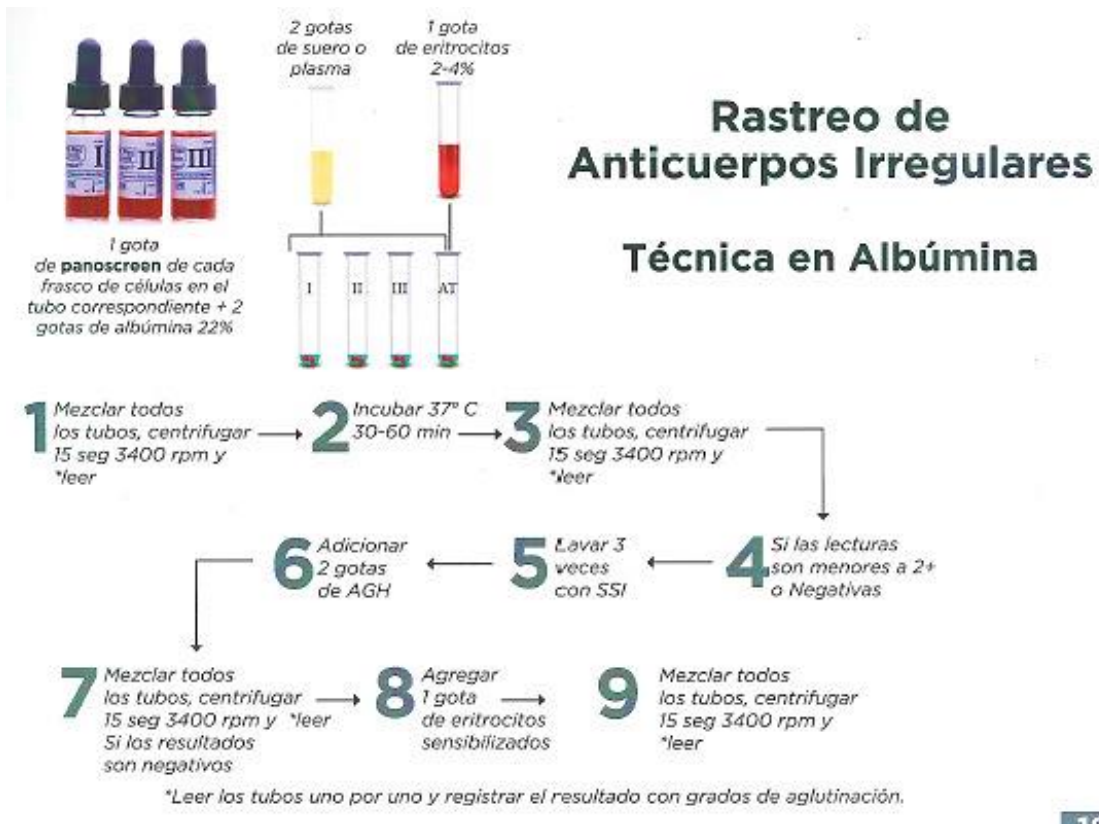 2 gotas
de suero o
plasma
1 gota
de eritrocitos
2-4%
Rastreo de
Anticuerpos Irregulares
Técnica en Albúmina
I
II
III
1 gota
de panoscreen de cada
frasco de células en el
tubo correspondiente + 2
gotas de albúmina 22%
I
II
III
AT
1
Mezclar todos
los tubos, centrifugar
15 seg 3400 rpm y
*leer
2
Incubar 37° C
30-60 min
3
Mezclar todos
los tubos, centrifugar
15 seg 3400 rpm y
*leer
4
Si las lecturas
son menores a 2+
o Negativas
5
Lavar 3
veces
con SSI
6
Adicionar
2 gotas
de AGH
7
Mezclar todos
los tubos, centrifugar
15 seg 3400 rpm y *leer
Si los resultados
son negativos
8
Agregar
1 gota
de eritrocitos
sensibilizados
9
Mezclar todos
los tubos, centrifugar
15 seg 3400 rpm y
*leer
*Leer los tubos uno por uno y registrar el resultado con grados de aglutinación.